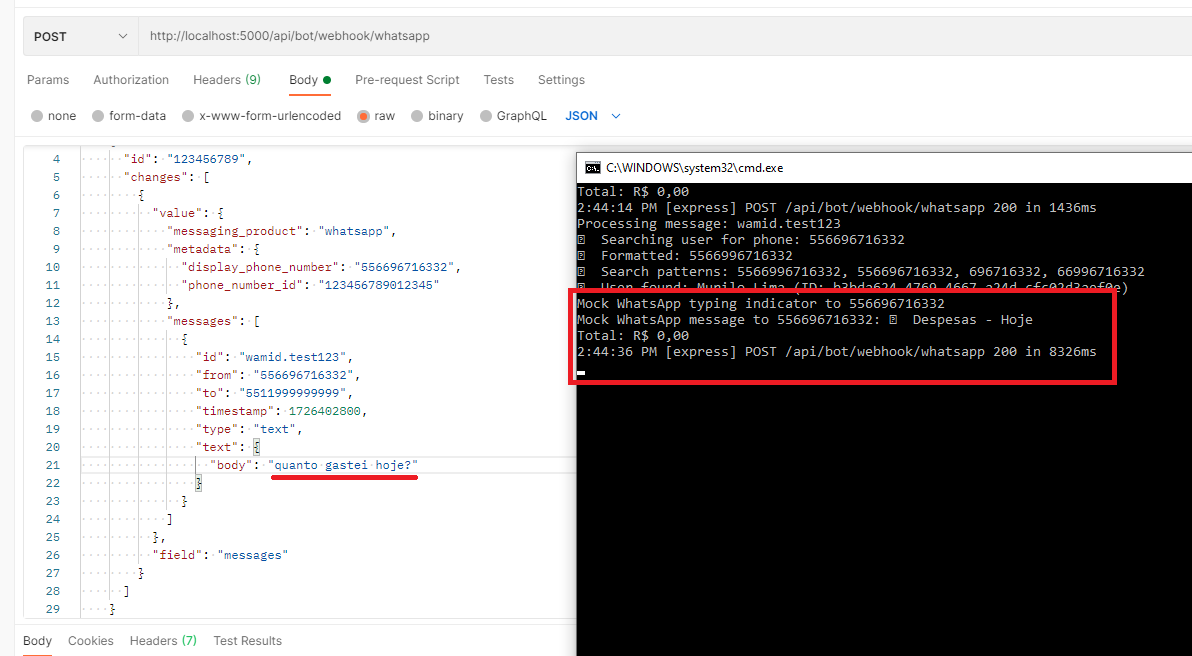 POST http://localhost:5000/api/bot/webhook/whatsapp
Params Authorization Headers (9) Body Pre-request Script Tests Settings
none form-data x-www-form-urlencoded raw binary GraphQL JSON
4 "id": "123456789",
5 "changes": [
6 {
7 "value": {
8 "messaging_product": "whatsapp",
9 "metadata": {
10 "display_phone_number": "556696716332",
11 "phone_number_id": "123456789012345"
12 },
13 "messages": [
14 {
15 "id": "wamid.test123",
16 "from": "556696716332",
17 "to": "5511999999999",
18 "timestamp": 1726402800,
19 "type": "text",
20 "text": {
21 "body": "quanto gastei hoje?"
22 }
23 }
24 ]
25 },
26 "field": "messages"
27 }
28 ]
29 }
Body Cookies Headers (7) Test Results
C:\WINDOWS\system32\cmd.exe
Total: R$ 0,00
2:44:14 PM [express] POST /api/bot/webhook/whatsapp 200 in 1436ms
Processing message: wamid.test123
Searching user for phone: 556696716332
Formatted: 5566996716332
Search patterns: 5566996716332, 556696716332, 696716332, 66996716332
User found: Murilo Lima (ID:
Mock WhatsApp typing indicator to 556696716332
Mock WhatsApp message to 556696716332: Despesas - Hoje
Total: R$ 0,00
2:44:36 PM [express] POST /api/bot/webhook/whatsapp 200 in 8326ms